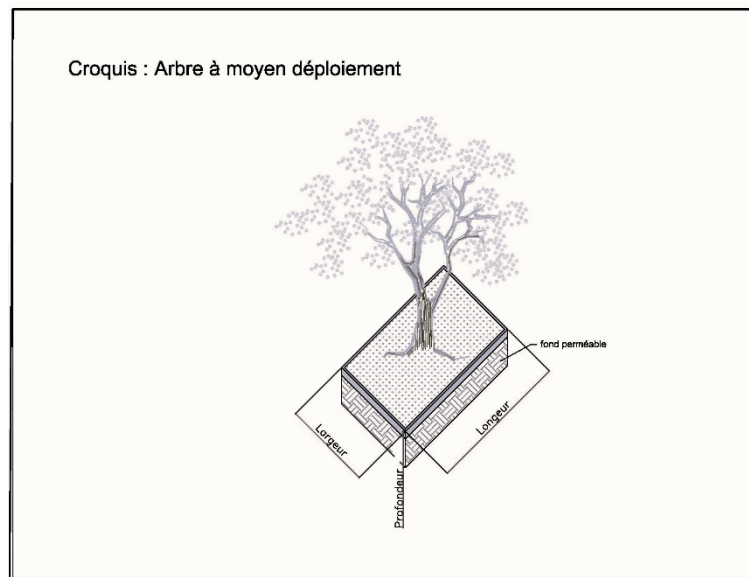 Croquis : Arbre à moyen déploiement
fond perméable
Largeur
Longeur
Profondeur